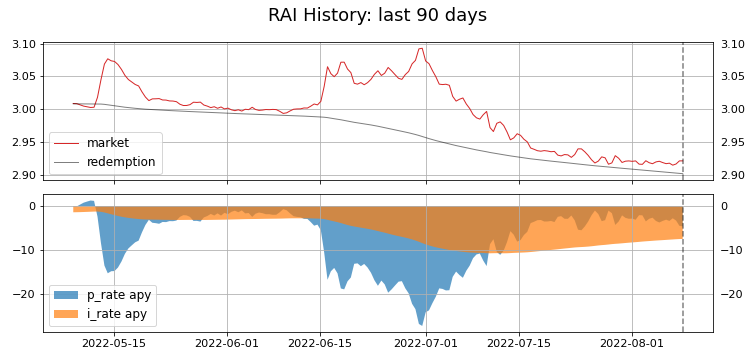 RAI History: last 90 days
3.10 3.10
3.05 3.05
3.00 3.00
2.95 2.95
2.90 2.90
market
redemption
0 0
−10 −10
−20 −20
p_rate apy
i_rate apy
2022-05-15 2022-06-01 2022-06-15 2022-07-01 2022-07-15 2022-08-01